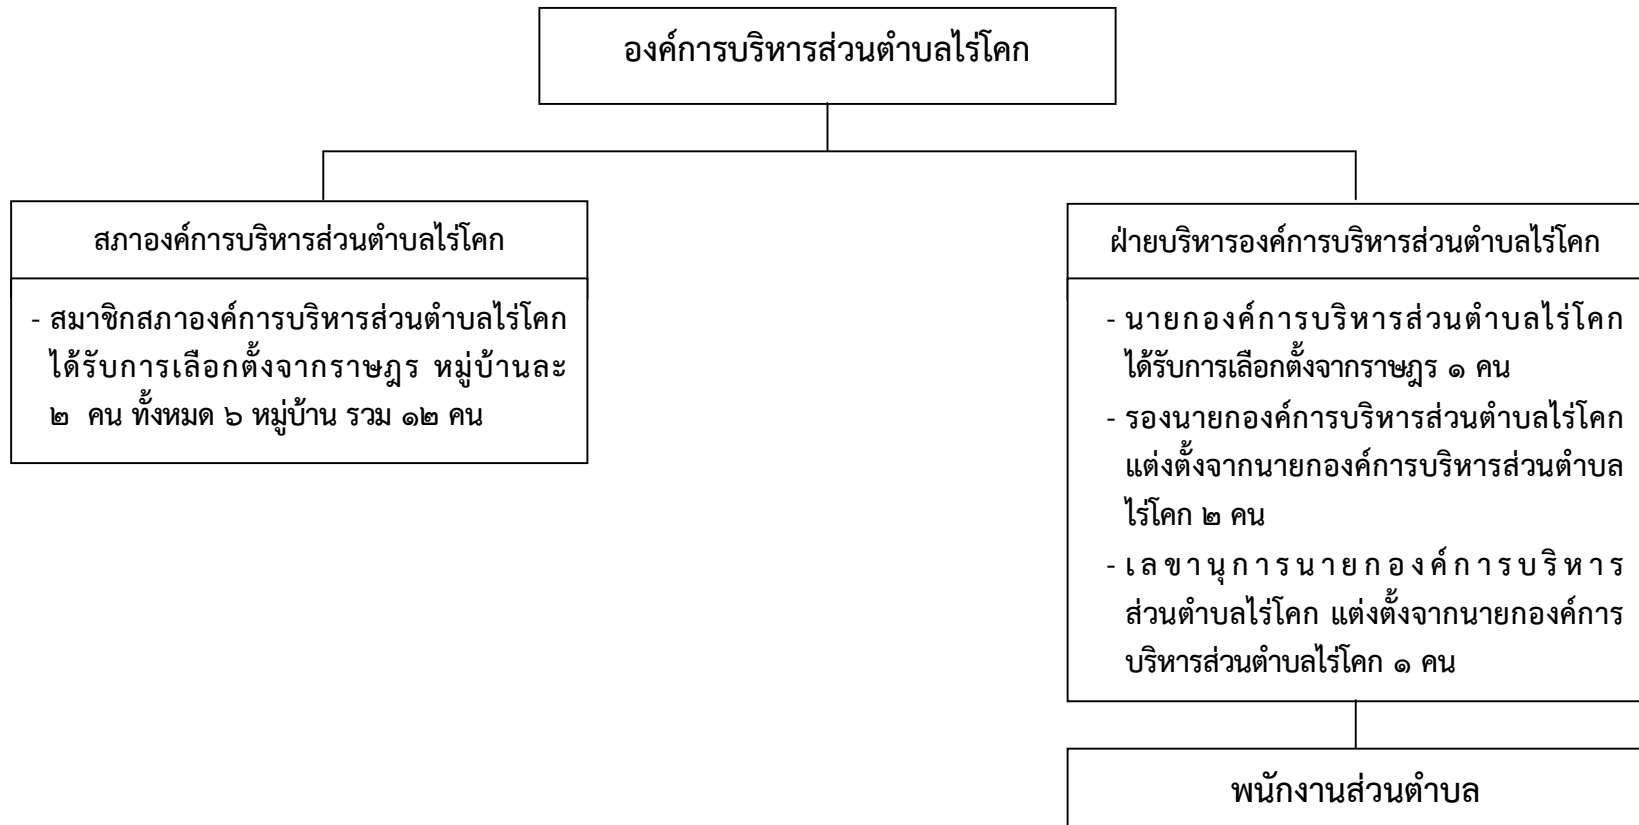 องค์การบริหารส่วนตำบลไร่โคก
สภาองค์การบริหารส่วนตำบลไร่โคก
- สมาชิกสภาองค์การบริหารส่วนตำบลไร่โคก
ได้รับการเลือกตั้งจากราษฎร หมู่บ้านละ
๒ คน ทั้งหมด ๖ หมู่บ้าน รวม ๑๒ คน
ฝ่ายบริหารองค์การบริหารส่วนตำบลไร่โคก
- นายกองค์การบริหารส่วนตำบลไร่โคก
ได้รับการเลือกตั้งจากราษฎร ๑ คน
- รองนายกองค์การบริหารส่วนตำบลไร่โคก
แต่งตั้งจากนายกองค์การบริหารส่วนตำบล
ไร่โคก ๒ คน
- เลขานุการนายกองค์การบริหาร
ส่วนตำบลไร่โคก แต่งตั้งจากนายกองค์การ
บริหารส่วนตำบลไร่โคก ๑ คน
พนักงานส่วนตำบล